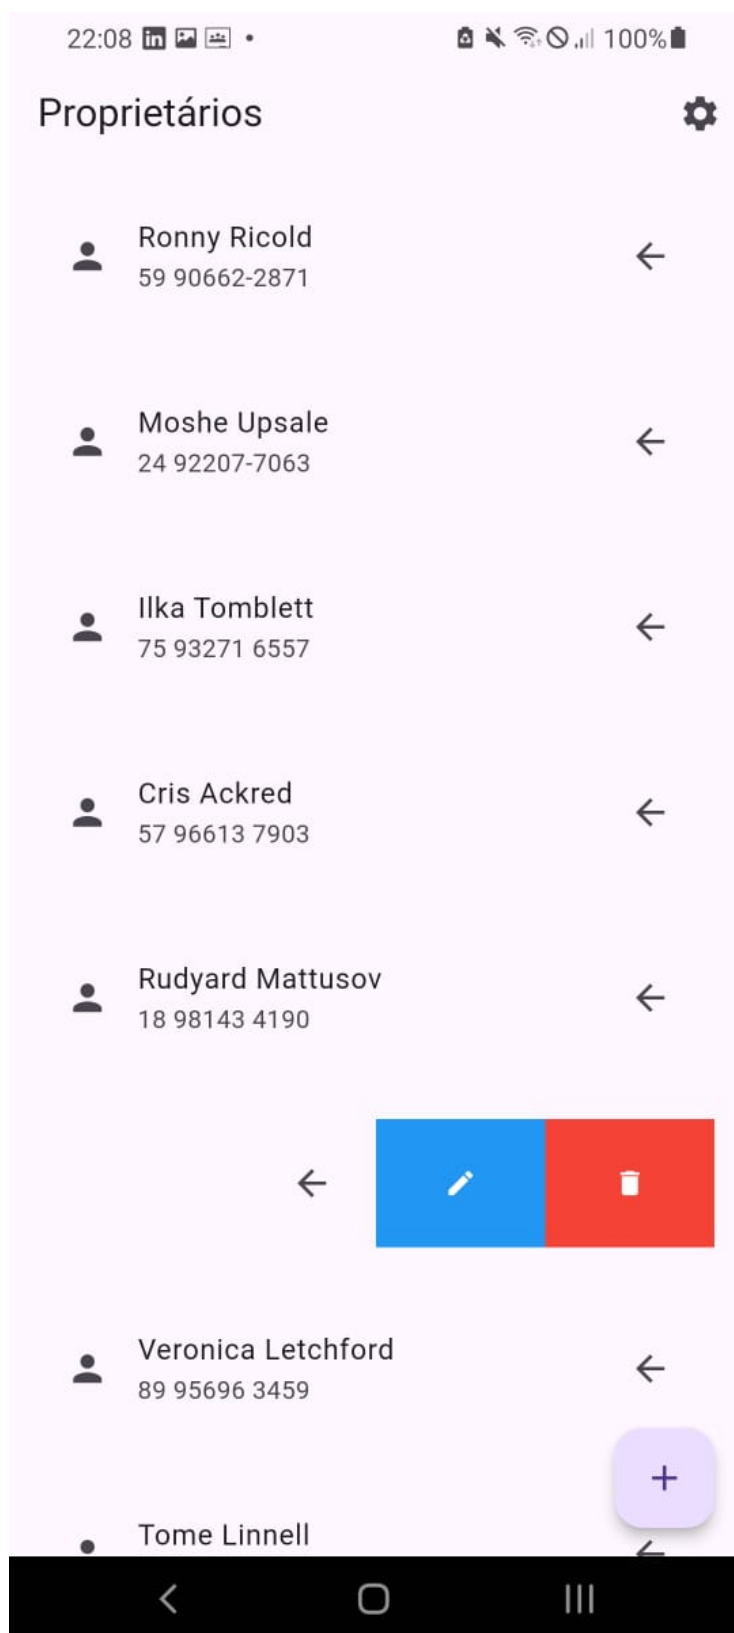 22:08 in 100%
Proprietários
Ronny Ricold
59 90662-2871
Moshe Upsale
24 92207-7063
Ilka Tomblett
75 93271 6557
Cris Ackred
57 96613 7903
Rudyard Mattusov
18 98143 4190
Veronica Letchford
89 95696 3459
Tome Linnell